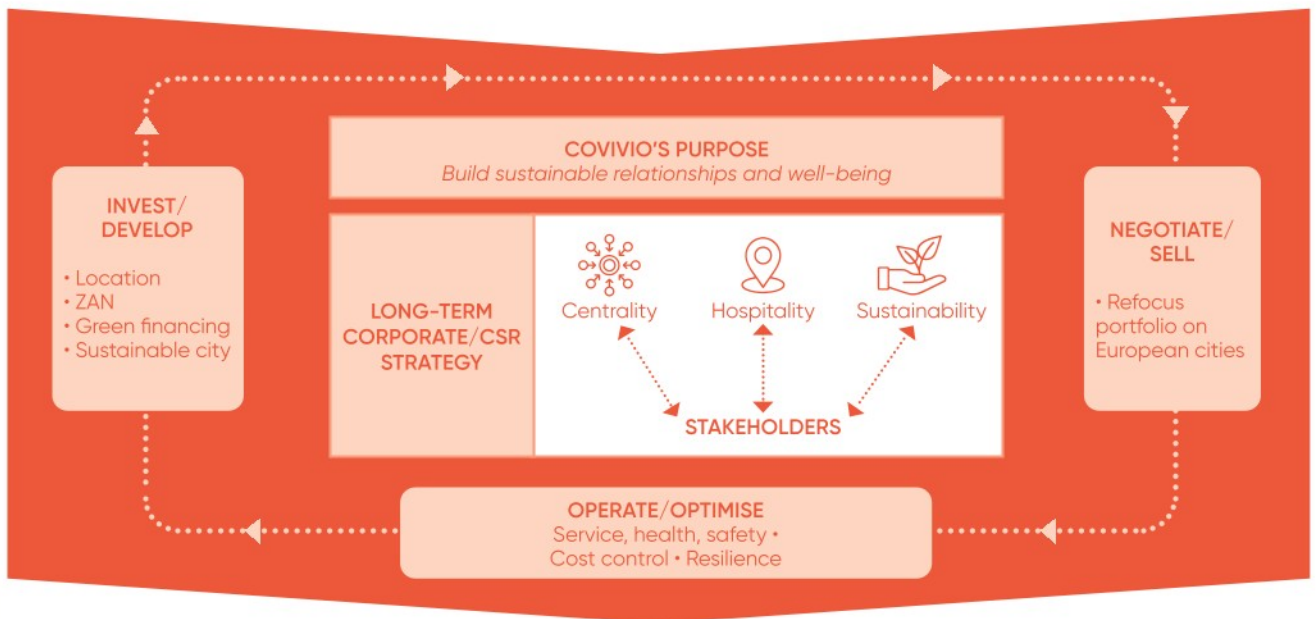 COVIVIO'S PURPOSE
Build sustainable relationships and well-being
INVEST/
DEVELOP
• Location
• ZAN
• Green financing
• Sustainable city
LONG-TERM
CORPORATE/CSR
STRATEGY
Centrality
Hospitality
Sustainability
STAKEHOLDERS
NEGOTIATE/
SELL
• Refocus
portfolio on
European cities
OPERATE/OPTIMISE
Service, health, safety •
Cost control • Resilience